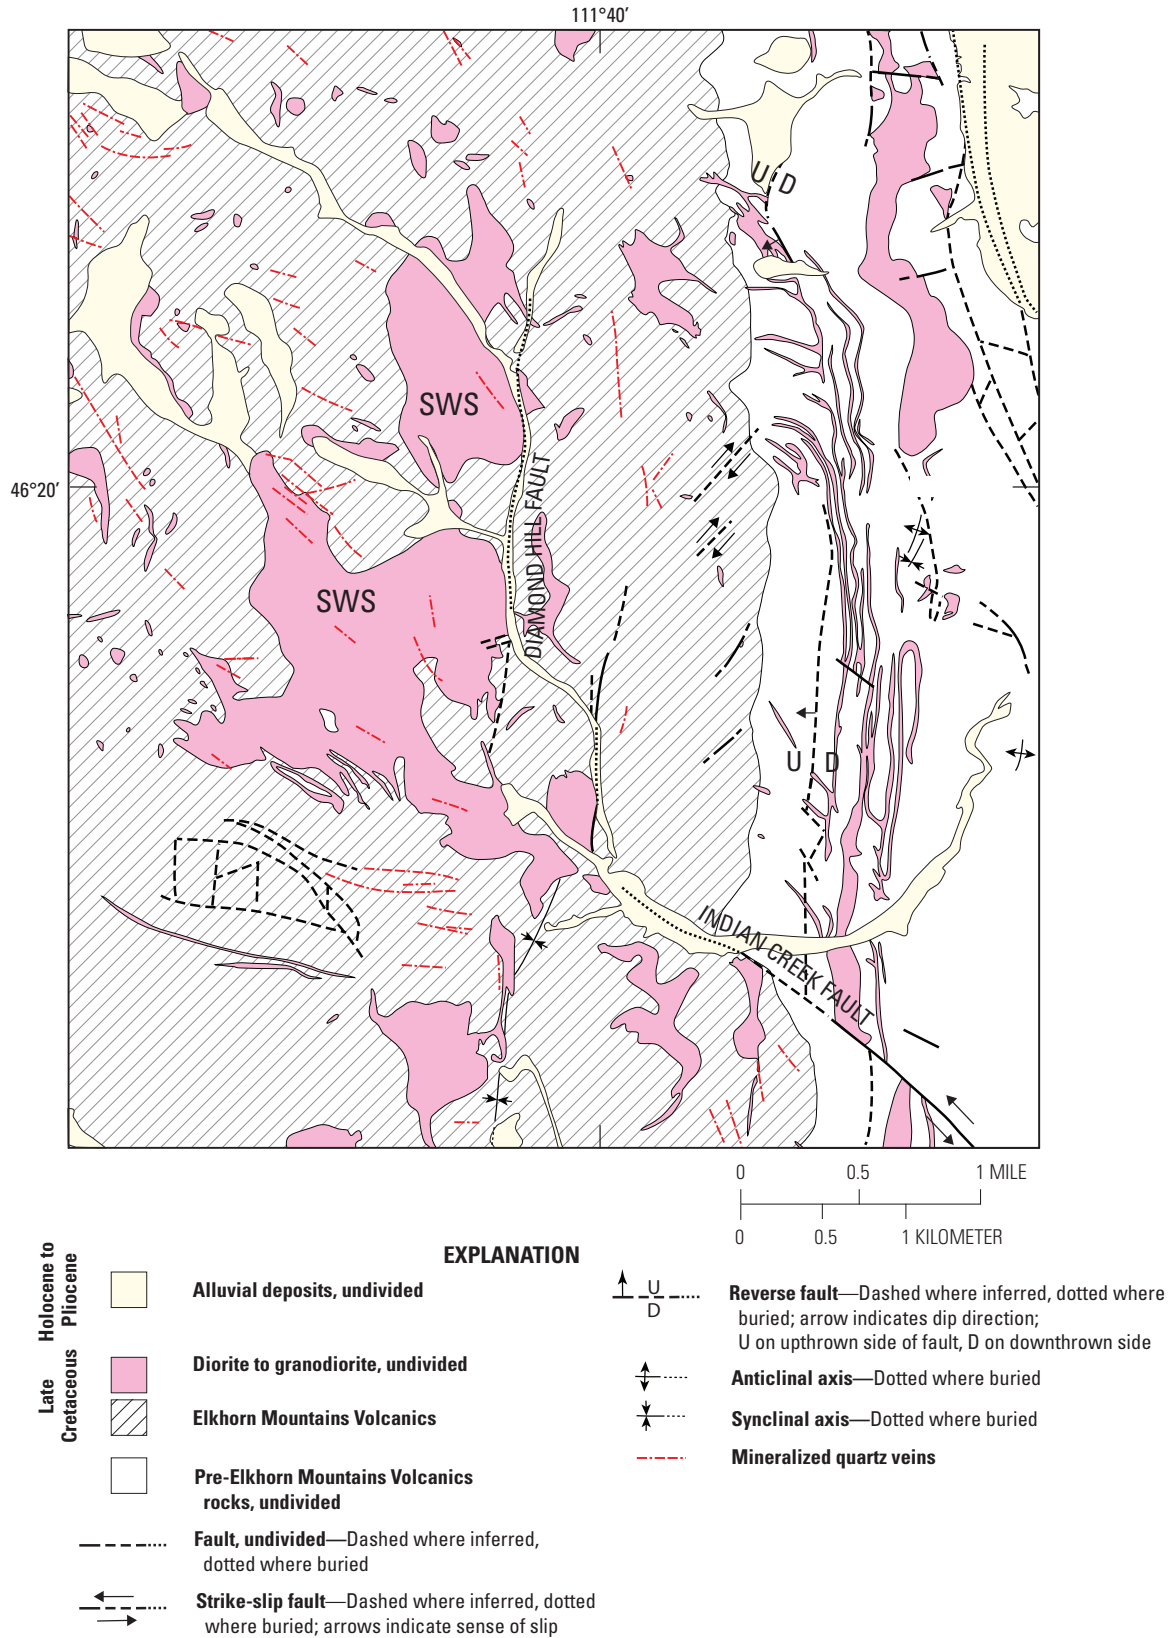 111°40′
U D
SWS
46°20′
DIAMOND HILL FAULT
SWS
U D
INDIAN CREEK FAULT
0 0.5 1 MILE
0 0.5 1 KILOMETER
EXPLANATION
Holocene to
Pliocene
Alluvial deposits, undivided
Late
Cretaceous
Diorite to granodiorite, undivided
Elkhorn Mountains Volcanics
Pre-Elkhorn Mountains Volcanics
rocks, undivided
Fault, undivided—Dashed where inferred,
dotted where buried
Strike-slip fault—Dashed where inferred, dotted
where buried; arrows indicate sense of slip
U
D
Reverse fault—Dashed where inferred, dotted where
buried; arrow indicates dip direction;
U on upthrown side of fault, D on downthrown side
Anticlinal axis—Dotted where buried
Synclinal axis—Dotted where buried
Mineralized quartz veins